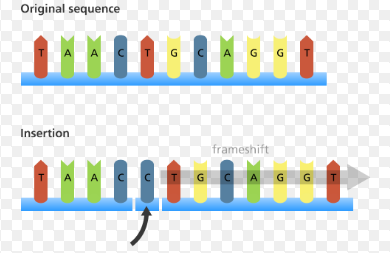 Original sequence
T A A C T G C A G G T
Insertion
frameshift
T A A C C T G C A G G T